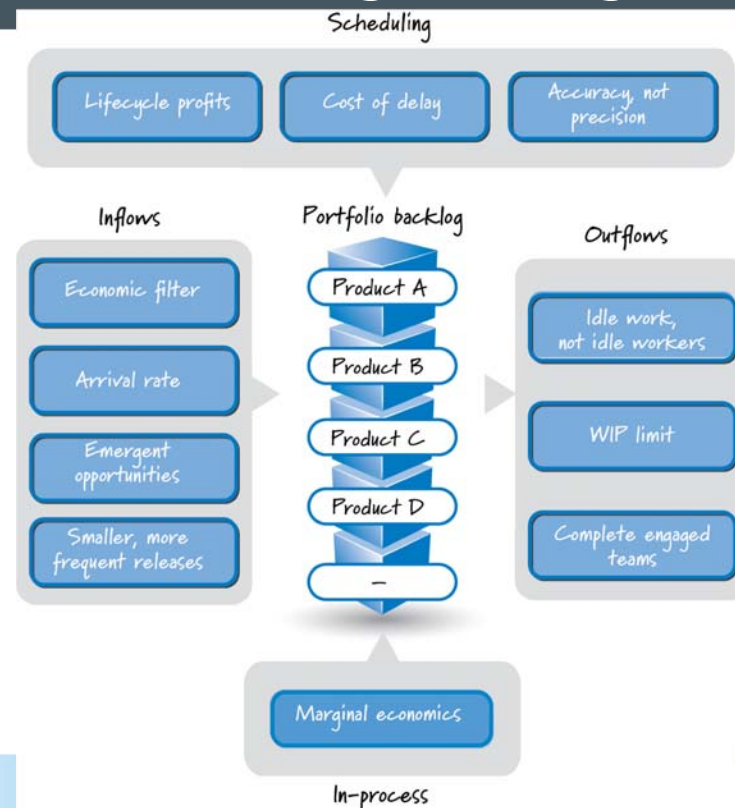 Scheduling
Lifecycle profits
Cost of delay
Accuracy, not
precision
Inflows
Economic filter
Arrival rate
Emergent
opportunities
Smaller, more
frequent releases
Portfolio backlog
Product A
Product B
Product C
Product D
–
Outflows
Idle work,
not idle workers
WIP limit
Complete engaged
teams
Marginal economics
In-process